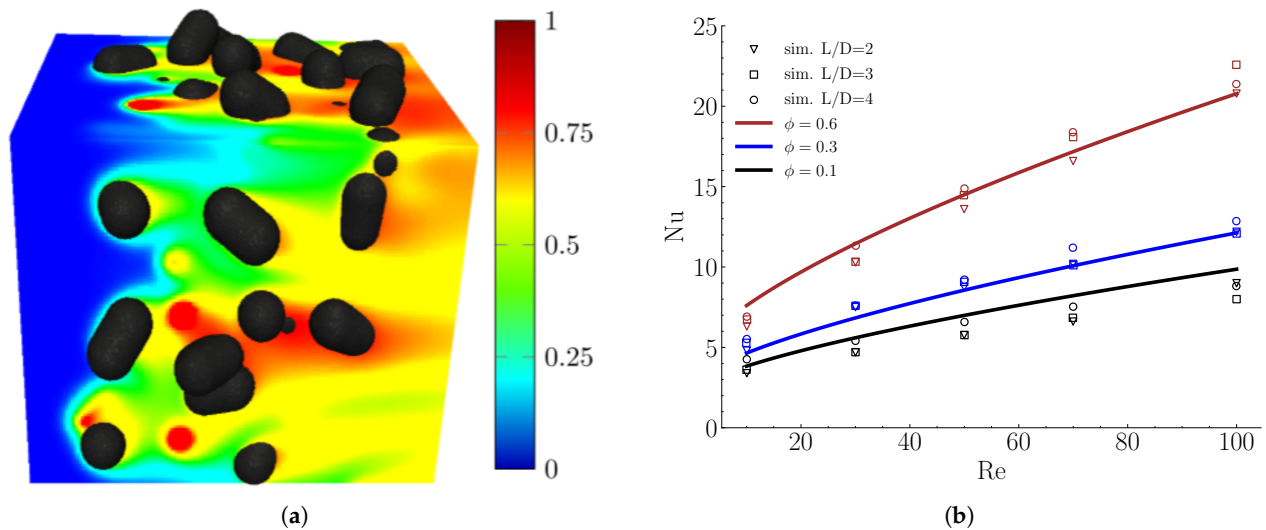 1
0.75
0.5
0.25
0
(a)
25
20
15
10
5
0
Nu
sim. L/D=2
sim. L/D=3
sim. L/D=4
ϕ = 0.6
ϕ = 0.3
ϕ = 0.1
20 40 60 80 100
Re
(b)